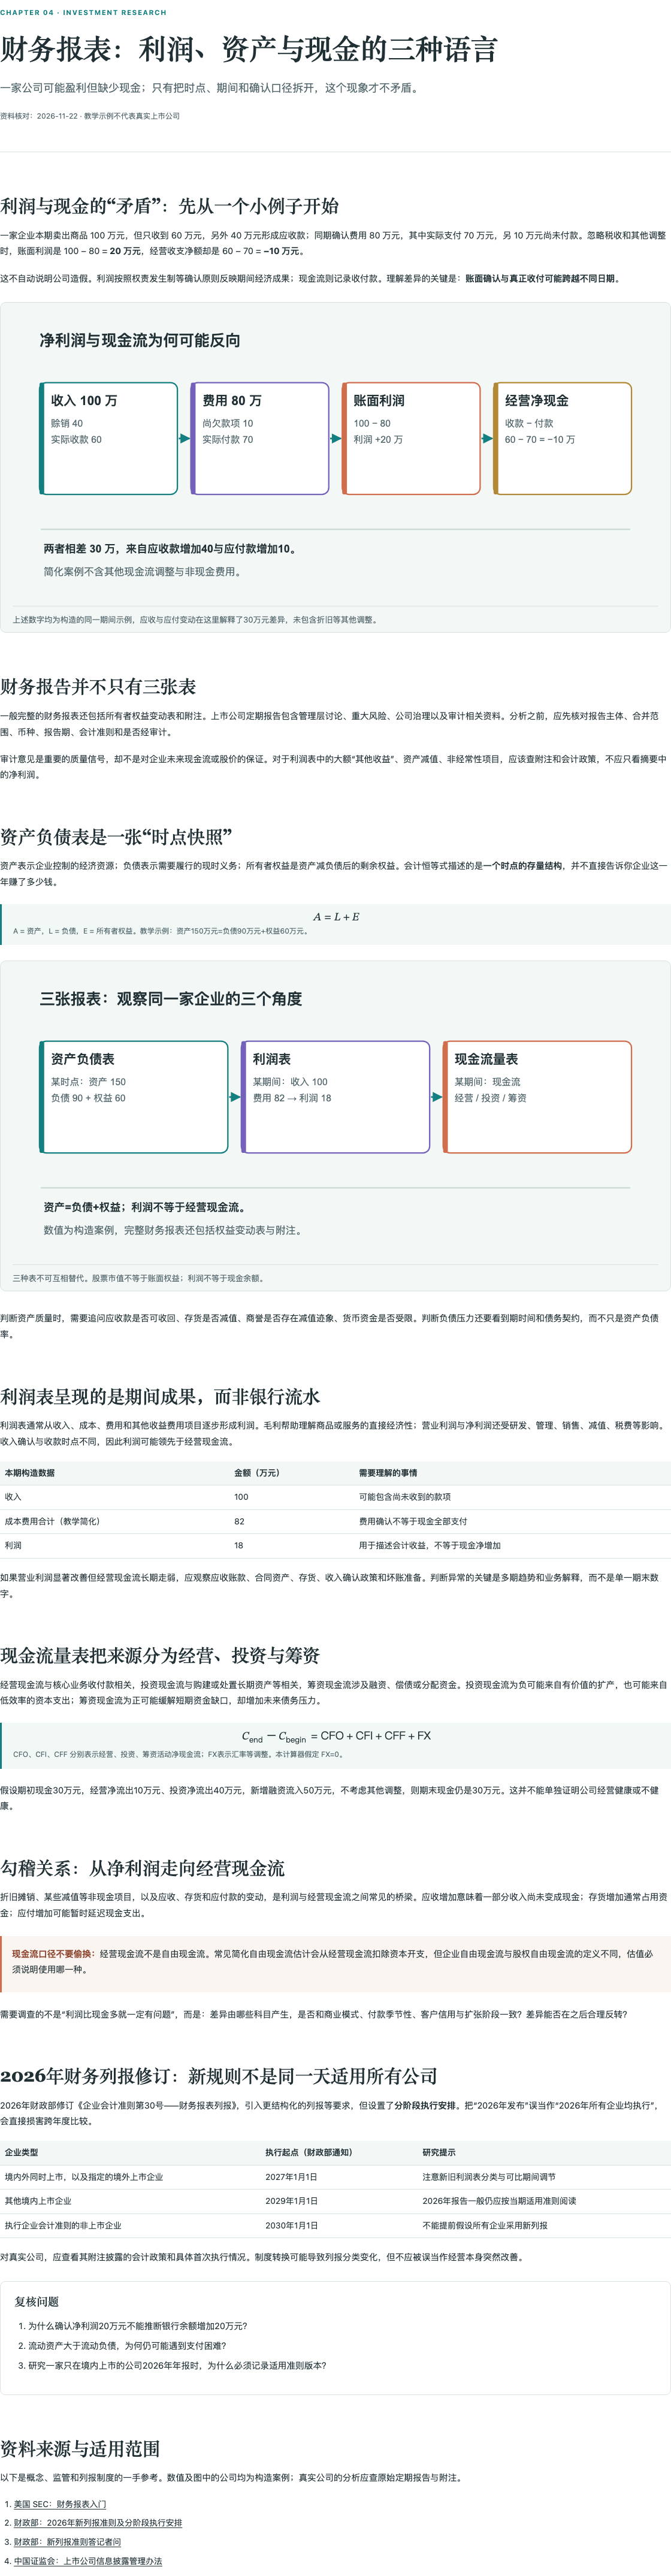 CHAPTER 04 · INVESTMENT RESEARCH
财务报表：利润、资产与现金的三种语言
一家公司可能盈利但缺少现金；只有把时点、期间和确认口径拆开，这个现象才不矛盾。
资料核对：2026-11-22 · 教学示例不代表真实上市公司
利润与现金的“矛盾”：先从一个小例子开始
一家企业本期卖出商品 100 万元，但只收到 60 万元，另外 40 万元形成应收款；同期确认费用 80 万元，其中实际支付 70 万元，另 10 万元尚未付款。忽略税收和其他调整
时，账面利润是 100 − 80 = 20 万元，经营收支净额却是 60 − 70 = −10 万元。
这不自动说明公司造假。利润按照权责发生制等确认原则反映期间经济成果；现金流则记录收付款。理解差异的关键是：账面确认与真正收付可能跨越不同日期。
净利润与现金流为何可能反向
收入 100 万
赊销 40
实际收款 60
费用 80 万
尚欠款项 10
实际付款 70
账面利润
100 − 80
利润 +20 万
经营净现金
收款 − 付款
60 − 70 = −10 万
两者相差 30 万，来自应收款增加40与应付款增加10。
简化案例不含其他现金流调整与非现金费用。
上述数字均为构造的同一期间示例，应收与应付变动在这里解释了30万元差异，未包含折旧等其他调整。
财务报告并不只有三张表
一般完整的财务报表还包括所有者权益变动表和附注。上市公司定期报告包含管理层讨论、重大风险、公司治理以及审计相关资料。分析之前，应先核对报告主体、合并范
围、币种、报告期、会计准则和是否经审计。
审计意见是重要的质量信号，却不是对企业未来现金流或股价的保证。对于利润表中的大额“其他收益”、资产减值、非经常性项目，应该查附注和会计政策，不应只看摘要中
的净利润。
资产负债表是一张“时点快照”
资产表示企业控制的经济资源；负债表示需要履行的现时义务；所有者权益是资产减负债后的剩余权益。会计恒等式描述的是一个时点的存量结构，并不直接告诉你企业这一
年赚了多少钱。
A = L + E
A = 资产，L = 负债，E = 所有者权益。教学示例：资产150万元=负债90万元+权益60万元。
三张报表：观察同一家企业的三个角度
资产负债表
某时点：资产 150
负债 90 + 权益 60
利润表
某期间：收入 100
费用 82 → 利润 18
现金流量表
某期间：现金流
经营 / 投资 / 筹资
资产=负债+权益；利润不等于经营现金流。
数值为构造案例，完整财务报表还包括权益变动表与附注。
三种表不可互相替代。股票市值不等于账面权益；利润不等于现金余额。
判断资产质量时，需要追问应收款是否可收回、存货是否减值、商誉是否存在减值迹象、货币资金是否受限。判断负债压力还要看到期时间和债务契约，而不只是资产负债
率。
利润表呈现的是期间成果，而非银行流水
利润表通常从收入、成本、费用和其他收益费用项目逐步形成利润。毛利帮助理解商品或服务的直接经济性；营业利润与净利润还受研发、管理、销售、减值、税费等影响。
收入确认与收款时点不同，因此利润可能领先于经营现金流。
本期构造数据 金额（万元） 需要理解的事情
收入 100 可能包含尚未收到的款项
成本费用合计（教学简化） 82 费用确认不等于现金全部支付
利润 18 用于描述会计收益，不等于现金净增加
如果营业利润显著改善但经营现金流长期走弱，应观察应收账款、合同资产、存货、收入确认政策和坏账准备。判断异常的关键是多期趋势和业务解释，而不是单一期末数
字。
现金流量表把来源分为经营、投资与筹资
经营现金流与核心业务收付款相关，投资现金流与购建或处置长期资产等相关，筹资现金流涉及融资、偿债或分配资金。投资现金流为负可能来自有价值的扩产，也可能来自
低效率的资本支出；筹资现金流为正可能缓解短期资金缺口，却增加未来债务压力。
Cend − Cbegin = CFO + CFI + CFF + FX
CFO、CFI、CFF 分别表示经营、投资、筹资活动净现金流；FX表示汇率等调整。本计算器假定 FX=0。
假设期初现金30万元，经营净流出10万元、投资净流出40万元，新增融资流入50万元，不考虑其他调整，则期末现金仍是30万元。这并不能单独证明公司经营健康或不健
康。
勾稽关系：从净利润走向经营现金流
折旧摊销、某些减值等非现金项目，以及应收、存货和应付款的变动，是利润与经营现金流之间常见的桥梁。应收增加意味着一部分收入尚未变成现金；存货增加通常占用资
金；应付增加可能暂时延迟现金支出。
现金流口径不要偷换：经营现金流不是自由现金流。常见简化自由现金流估计会从经营现金流扣除资本开支，但企业自由现金流与股权自由现金流的定义不同，估值必
须说明使用哪一种。
需要调查的不是“利润比现金多就一定有问题”，而是：差异由哪些科目产生，是否和商业模式、付款季节性、客户信用与扩张阶段一致？差异能否在之后合理反转？
2026年财务列报修订：新规则不是同一天适用所有公司
2026年财政部修订《企业会计准则第30号——财务报表列报》，引入更结构化的列报等要求，但设置了分阶段执行安排。把“2026年发布”误当作“2026年所有企业均执行”，
会直接损害跨年度比较。
企业类型 执行起点（财政部通知） 研究提示
境内外同时上市，以及指定的境外上市企业 2027年1月1日 注意新旧利润表分类与可比期间调节
其他境内上市企业 2029年1月1日 2026年报告一般仍应按当期适用准则阅读
执行企业会计准则的非上市企业 2030年1月1日 不能提前假设所有企业采用新列报
对真实公司，应查看其附注披露的会计政策和具体首次执行情况。制度转换可能导致列报分类变化，但不应被误当作经营本身突然改善。
复核问题
1. 为什么确认净利润20万元不能推断银行余额增加20万元？
2. 流动资产大于流动负债，为何仍可能遇到支付困难？
3. 研究一家只在境内上市的公司2026年年报时，为什么必须记录适用准则版本？
资料来源与适用范围
以下是概念、监管和列报制度的一手参考。数值及图中的公司均为构造案例；真实公司的分析应查原始定期报告与附注。
1. 美国 SEC：财务报表入门
2. 财政部：2026年新列报准则及分阶段执行安排
3. 财政部：新列报准则答记者问
4. 中国证监会：上市公司信息披露管理办法